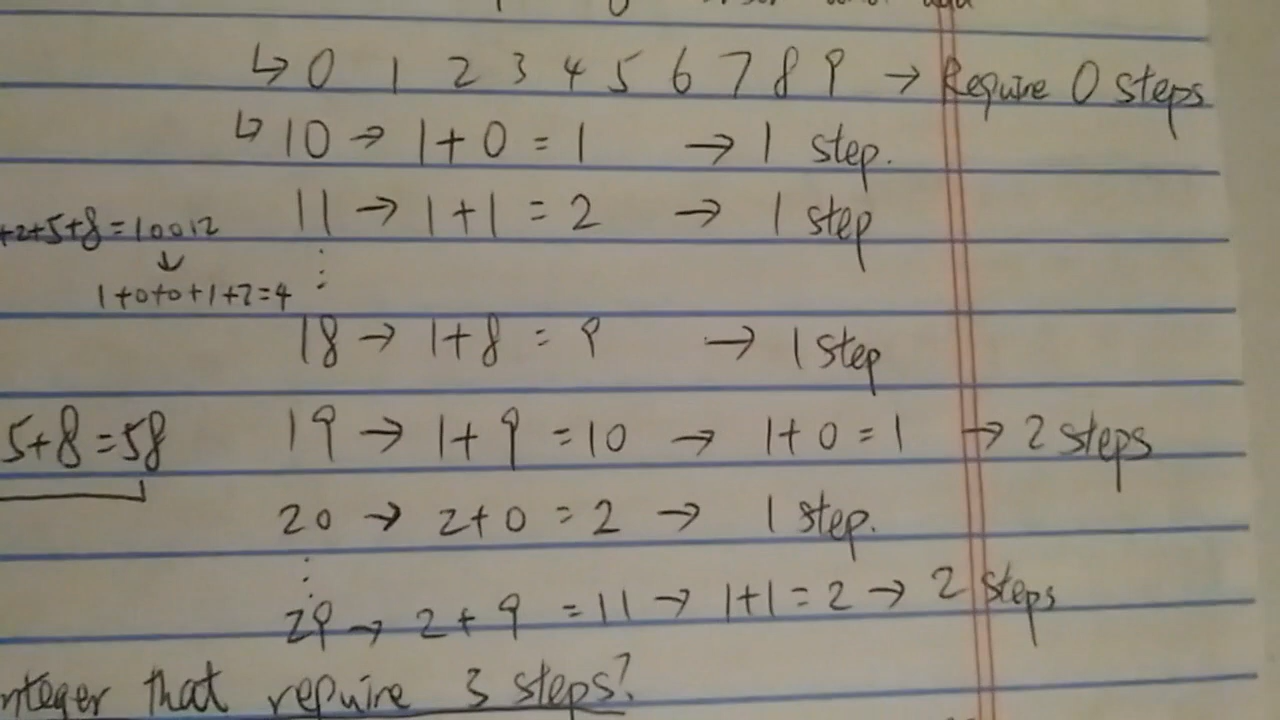 ↳ 0 1 2 3 4 5 6 7 8 9 → Require 0 steps
↳ 10 → 1+0 = 1 → 1 step.
11 → 1+1 = 2 → 1 step
+2+5+8=10012
↓
:
1+0+0+1+2=4
18 → 1+8 = 9 → 1 step
5+8=58
19 → 1+9 = 10 → 1+0=1 → 2 steps
20 → 2+0 = 2 → 1 step.
:
29 → 2+9 = 11 → 1+1=2 → 2 steps
nteger that require 3 steps?